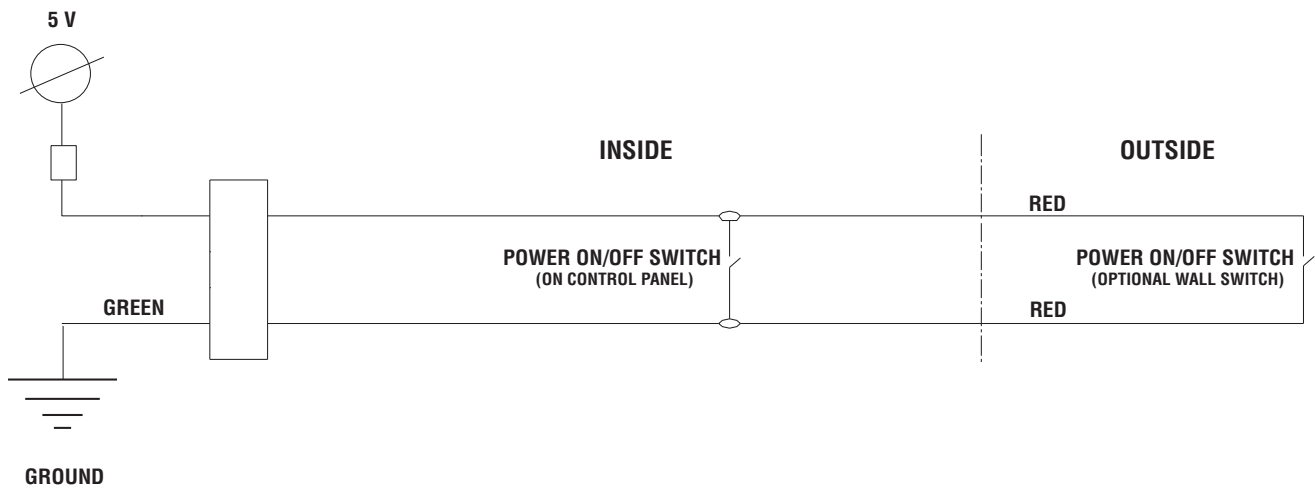 5 V
INSIDE
OUTSIDE
RED
POWER ON/OFF SWITCH
(ON CONTROL PANEL)
POWER ON/OFF SWITCH
(OPTIONAL WALL SWITCH)
GREEN
RED
GROUND